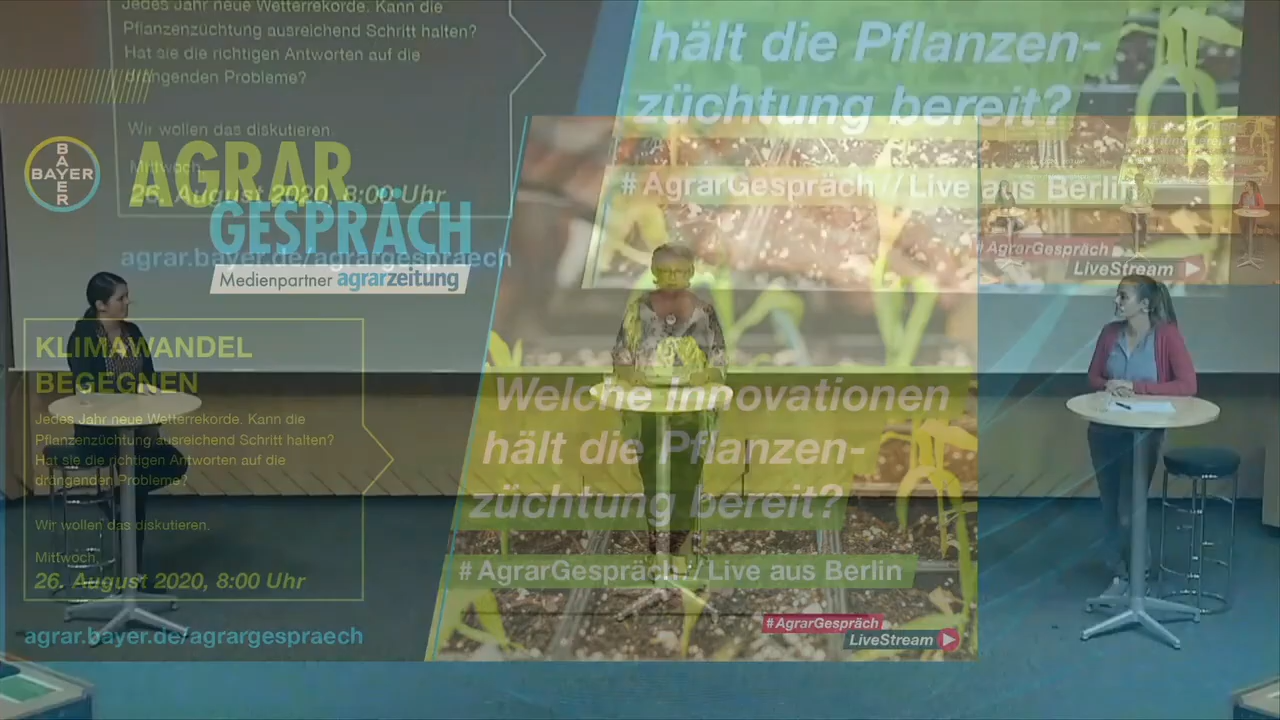 Jedes Jahr neue Wetterrekorde. Kann die
Pflanzenzüchtung ausreichend Schritt halten?
Hat sie die richtigen Antworten auf die
drängenden Probleme?
Wir wollen das diskutieren.
Mittwoch,
26. August 2020, 8:00 Uhr
agrar.bayer.de/agrargespraech
hält die Pflanzen-
züchtung bereit?
# AgrarGespräch // Live aus Berlin
BAYER
BAYER
AGRAR
GESPRÄCH
Medienpartner agrarzeitung
#AgrarGespräch
LiveStream
KLIMAWANDEL
BEGEGNEN
Jedes Jahr neue Wetterrekorde. Kann die
Pflanzenzüchtung ausreichend Schritt halten?
Hat sie die richtigen Antworten auf die
drängenden Probleme?
Wir wollen das diskutieren.
Mittwoch,
26. August 2020, 8:00 Uhr
agrar.bayer.de/agrargespraech
Welche Innovationen
hält die Pflanzen-
züchtung bereit?
# AgrarGespräch // Live aus Berlin
#AgrarGespräch
LiveStream